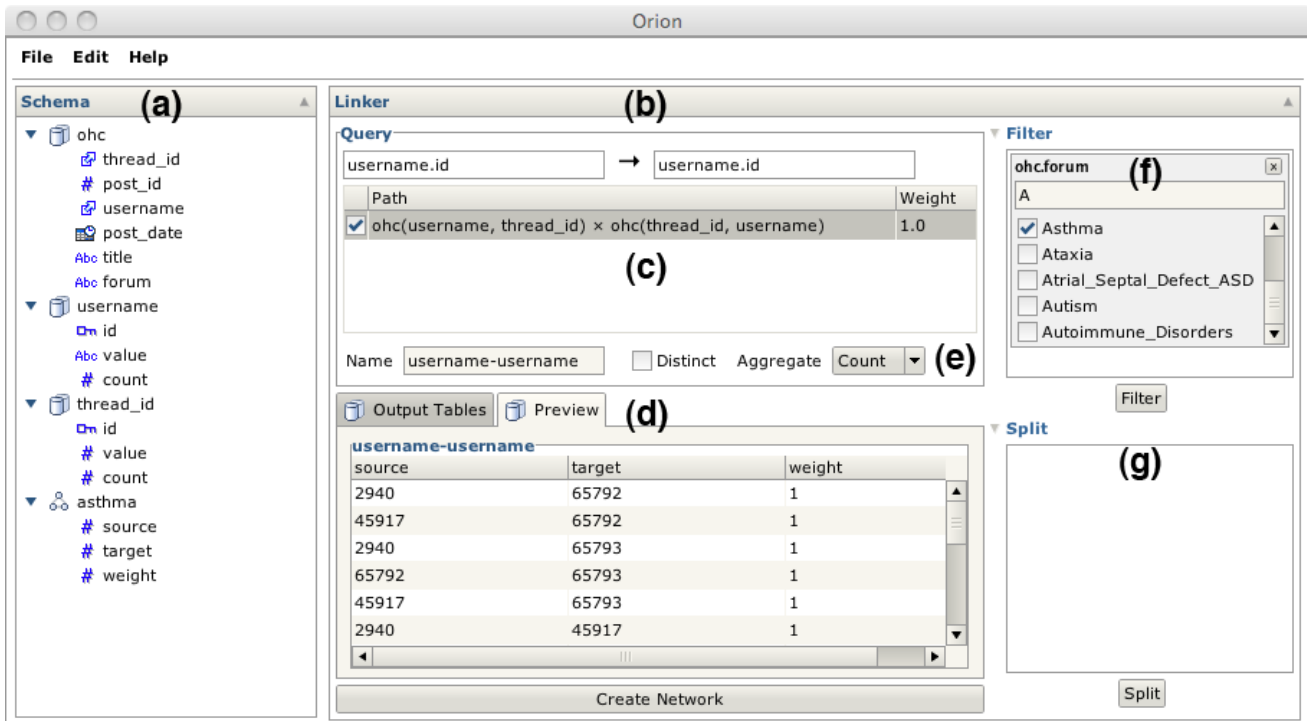 Orion
File Edit Help
Schema (a)
ohc
thread_id
# post_id
username
post_date
Abc title
Abc forum
username
id
Abc value
# count
thread_id
id
# value
# count
asthma
# source
# target
# weight
Linker (b)
Query
username.id → username.id
Path Weight
ohc(username, thread_id) × ohc(thread_id, username) 1.0
(c)
Name username-username Distinct Aggregate Count (e)
Output Tables Preview (d)
username-username
source target weight
2940 65792 1
45917 65792 1
2940 65793 1
65792 65793 1
45917 65793 1
2940 45917 1
Create Network
Filter
ohc.forum (f) x
A
Asthma
Ataxia
Atrial_Septal_Defect_ASD
Autism
Autoimmune_Disorders
Filter
Split
(g)
Split